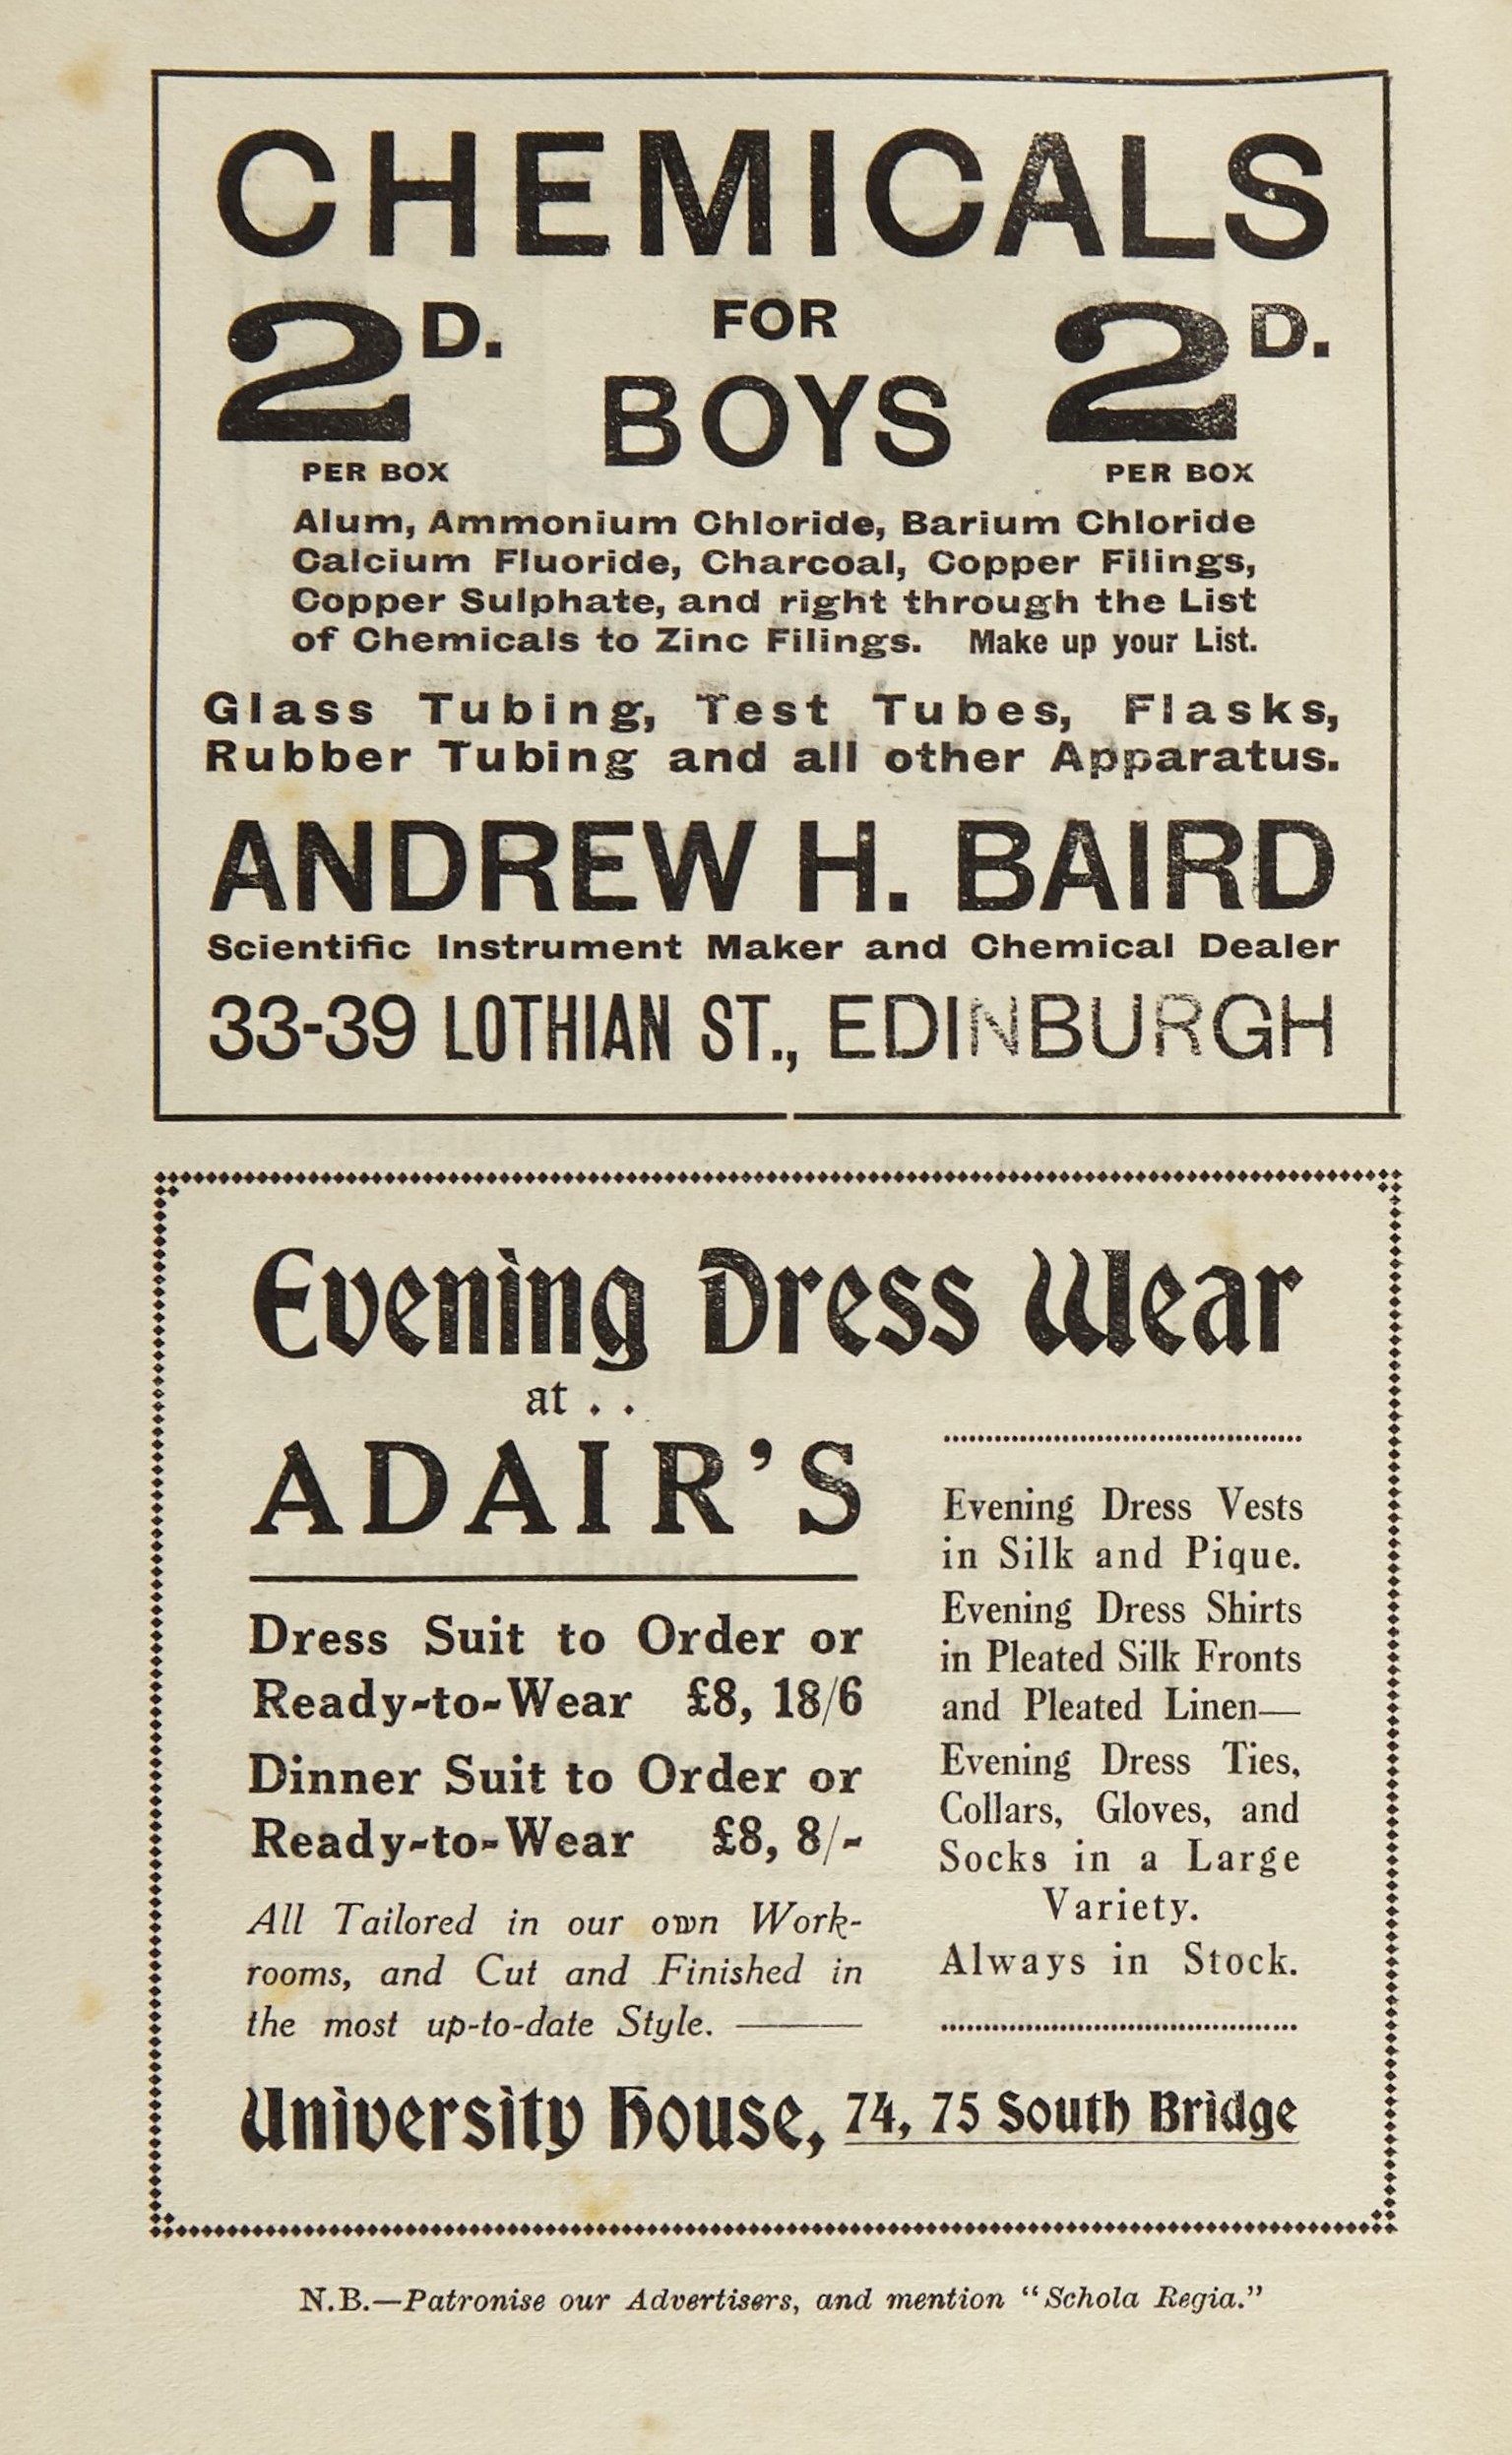 CHEMICALS
2D. FOR 2D.
BOYS
PER BOX PER BOX
Alum, Ammonium Chloride, Barium Chloride
Calcium Fluoride, Charcoal, Copper Filings,
Copper Sulphate, and right through the List
of Chemicals to Zinc Filings. Make up your List.
Glass Tubing, Test Tubes, Flasks,
Rubber Tubing and all other Apparatus.
ANDREW H. BAIRD
Scientific Instrument Maker and Chemical Dealer
33-39 LOTHIAN ST., EDINBURGH
Evening Dress Wear
at . .
ADAIR'S
Dress Suit to Order or
Ready-to-Wear £8, 18/6
Dinner Suit to Order or
Ready-to-Wear £8, 8/-
All Tailored in our own Work-
rooms, and Cut and Finished in
the most up-to-date Style. ——
Evening Dress Vests
in Silk and Pique.
Evening Dress Shirts
in Pleated Silk Fronts
and Pleated Linen—
Evening Dress Ties,
Collars, Gloves, and
Socks in a Large
Variety.
Always in Stock.
University House, 74, 75 South Bridge
N.B.—Patronise our Advertisers, and mention "Schola Regia."